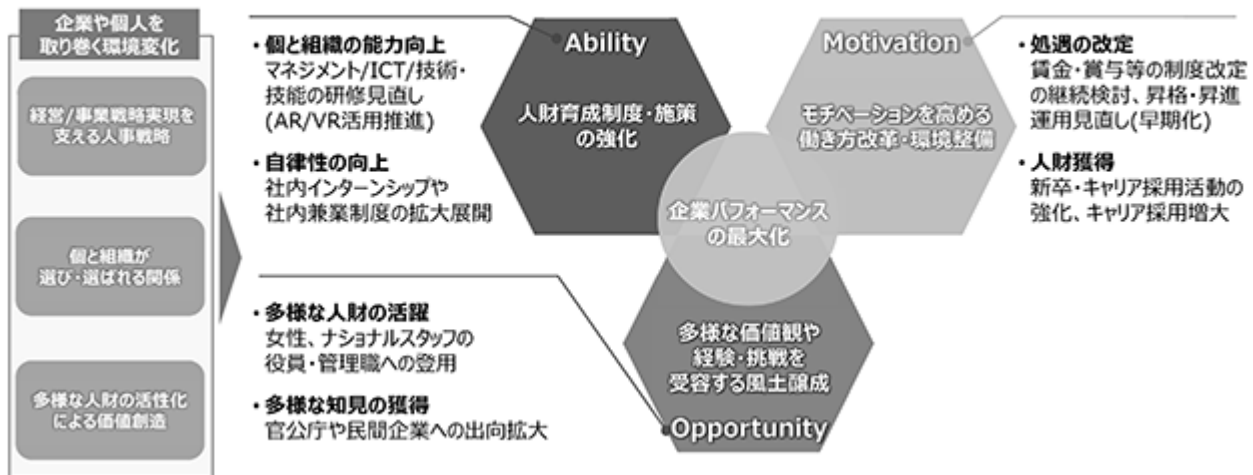 企業や個人を
取り巻く環境変化
経営/事業戦略実現を
支える人事戦略
個と組織が
選び・選ばれる関係
多様な人財の活性化
による価値創造
・個と組織の能力向上
マネジメント/ICT/技術・
技能の研修見直し
(AR/VR活用推進)
・自律性の向上
社内インターンシップや
社内兼業制度の拡大展開
Ability
人財育成制度・施策
の強化
Motivation
モチベーションを高める
働き方改革・環境整備
・処遇の改定
賃金・賞与等の制度改定
の継続検討、昇格・昇進
運用見直し(早期化)
・人財獲得
新卒・キャリア採用活動の
強化、キャリア採用増大
企業パフォーマンス
の最大化
・多様な人財の活躍
女性、ナショナルスタッフの
役員・管理職への登用
・多様な知見の獲得
官公庁や民間企業への出向拡大
多様な価値観や
経験・挑戦を
受容する風土醸成
Opportunity